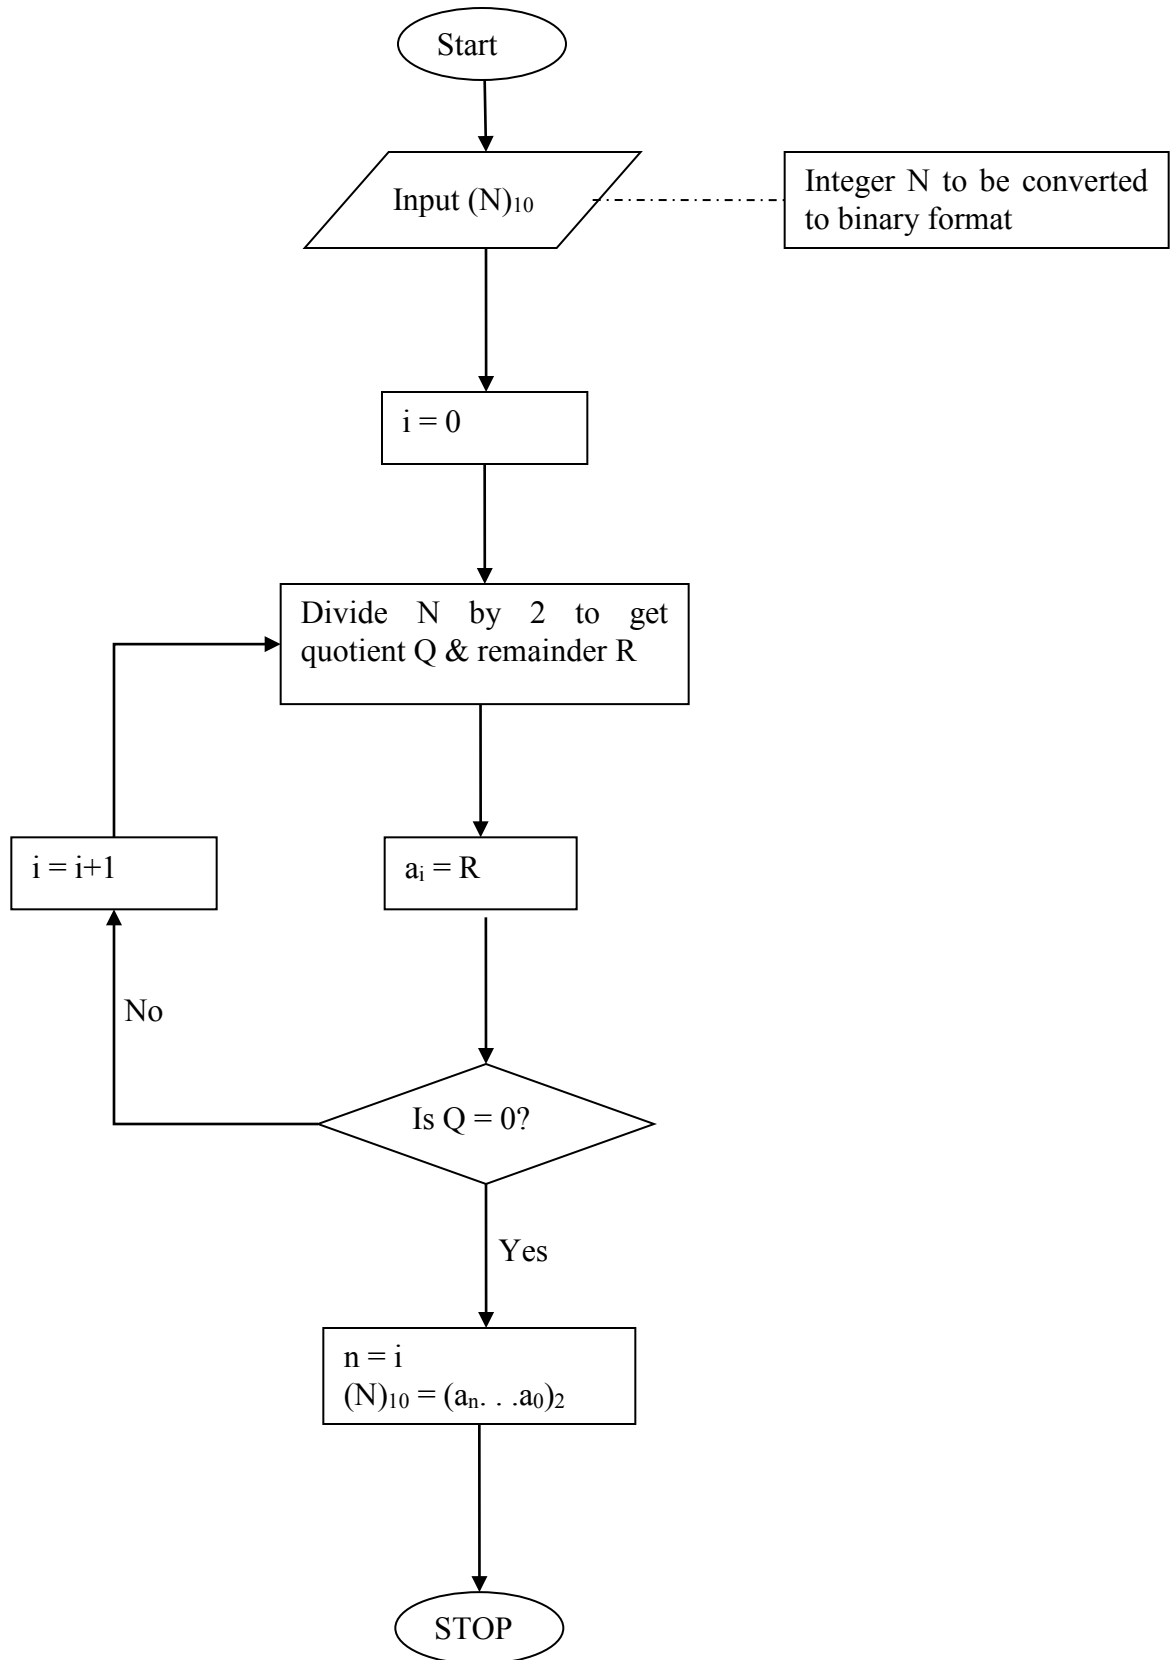 Start
Input (N)₁₀
Integer N to be converted
to binary format
i = 0
Divide N by 2 to get
quotient Q & remainder R
i = i+1
aᵢ = R
No
Is Q = 0?
Yes
n = i
(N)₁₀ = (aₙ. . .a₀)₂
STOP